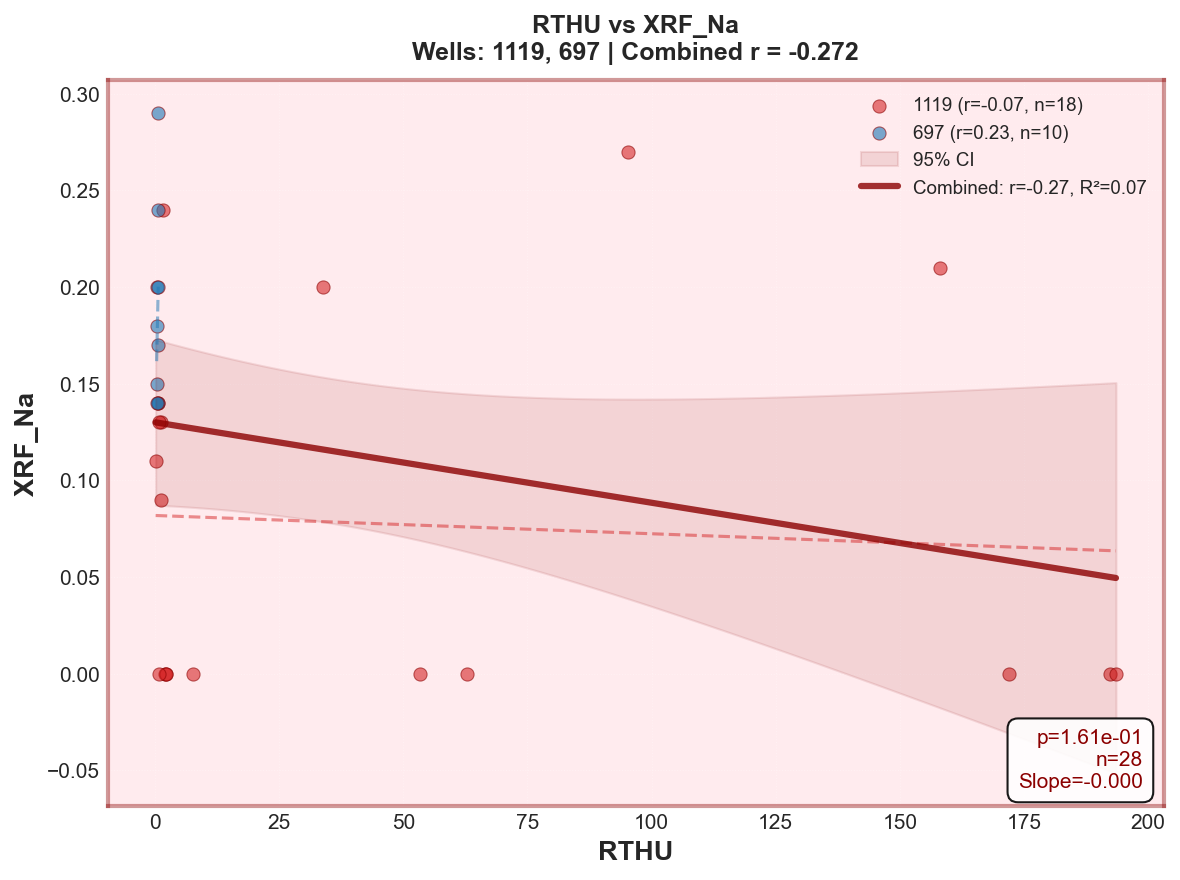 RTHU vs XRF_Na
Wells: 1119, 697 | Combined r = -0.272
1119 (r=-0.07, n=18)
697 (r=0.23, n=10)
95% CI
Combined: r=-0.27, R²=0.07
0.30
0.25
0.20
0.15
0.10
0.05
0.00
−0.05
XRF_Na
p=1.61e-01
n=28
Slope=-0.000
0 25 50 75 100 125 150 175 200
RTHU